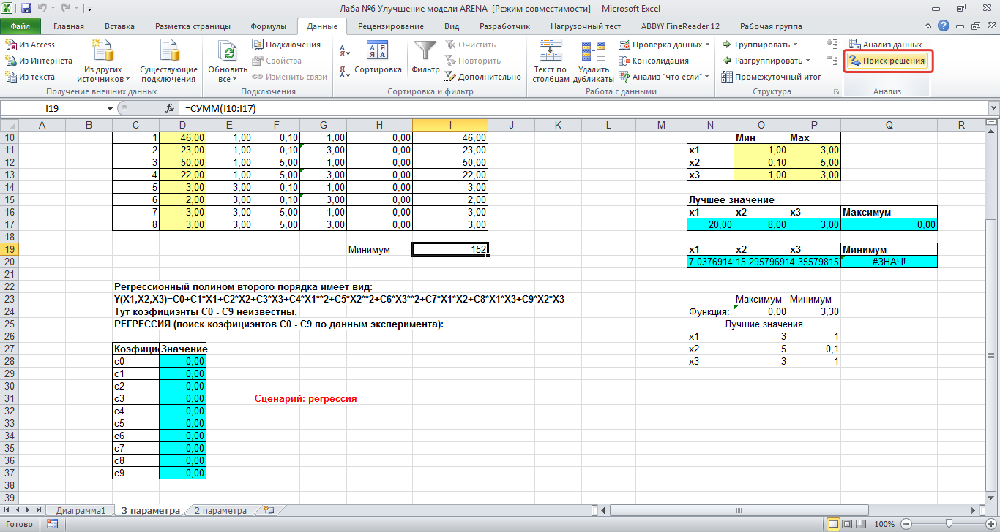 Лаба №6 Улучшение модели ARENA [Режим совместимости] - Microsoft Excel
Файл Главная Вставка Разметка страницы Формулы Данные Рецензирование Вид Разработчик Нагрузочный тест ABBYY FineReader 12 Рабочая группа
Из Access
Из Интернета
Из текста
Из других источников
Существующие подключения
Получение внешних данных
Обновить все
Подключения
Свойства
Изменить связи
Подключения
Сортировка
Фильтр
Очистить
Повторить
Дополнительно
Сортировка и фильтр
Текст по столбцам
Удалить дубликаты
Проверка данных
Консолидация
Анализ "что если"
Работа с данными
Группировать
Разгруппировать
Промежуточный итог
Структура
Анализ данных
Поиск решения
Анализ
I19 fx =СУММ(I10:I17)
A B C D E F G H I J K L M N O P Q R
10 1 46,00 1,00 0,10 1,00 0,00 46,00 Мин Max
11 2 23,00 1,00 0,10 3,00 0,00 23,00 x1 1,00 3,00
12 3 50,00 1,00 5,00 1,00 0,00 50,00 x2 0,10 5,00
13 4 22,00 1,00 5,00 3,00 0,00 22,00 x3 1,00 3,00
14 5 3,00 3,00 0,10 1,00 0,00 3,00
15 6 2,00 3,00 0,10 3,00 0,00 2,00 Лучшее значение
16 7 3,00 3,00 5,00 1,00 0,00 3,00 x1 x2 x3 Максимум
17 8 3,00 3,00 5,00 3,00 0,00 3,00 20,00 8,00 3,00 0,00
18
19 Минимум 152 x1 x2 x3 Минимум
20 7.0376914 15.29579691 4.35579815 #ЗНАЧ!
21
22 Регрессионный полином второго порядка имеет вид:
23 Y(X1,X2,X3)=C0+C1*X1+C2*X2+C3*X3+C4*X1**2+C5*X2**2+C6*X3**2+C7*X1*X2+C8*X1*X3+C9*X2*X3 Максимум Минимум
24 Тут коэфициэнты C0 - C9 неизвестны, Функция: 0,00 3,30
25 РЕГРЕССИЯ (поиск коэфициэнтов C0 - C9 по данным эксперимента): Лучшие значения
26 x1 3 1
27 Коэфици Значение x2 5 0,1
28 c0 0,00 x3 3 1
29 c1 0,00
30 c2 0,00
31 c3 0,00 Сценарий: регрессия
32 c4 0,00
33 c5 0,00
34 c6 0,00
35 c7 0,00
36 c8 0,00
37 c9 0,00
38
39
Диаграмма1 3 параметра 2 параметра
Готово 100%